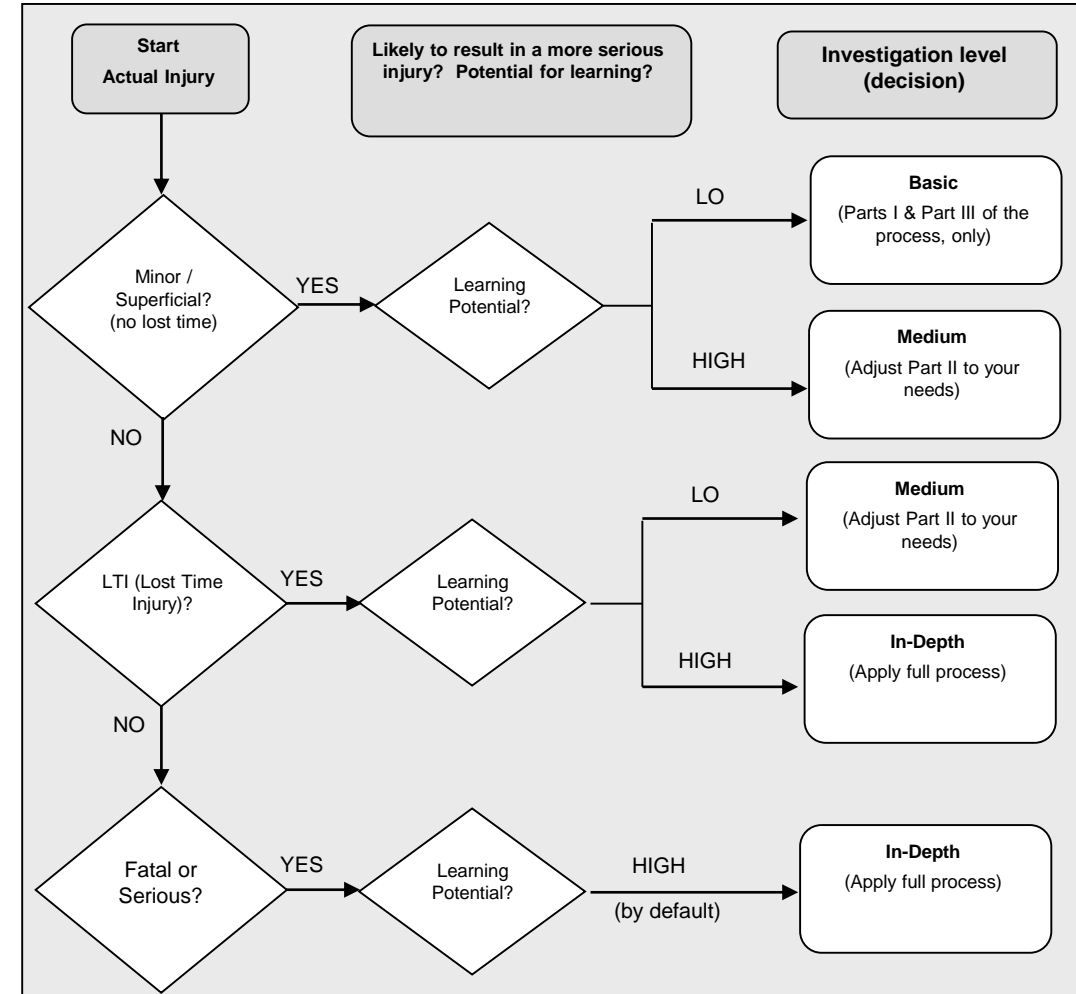 Start
Actual Injury
Likely to result in a more serious
injury? Potential for learning?
Investigation level
(decision)
Minor /
Superficial?
(no lost time)
YES
Learning
Potential?
LO
Basic
(Parts I & Part III of the
process, only)
HIGH
Medium
(Adjust Part II to your
needs)
NO
LTI (Lost Time
Injury)?
YES
Learning
Potential?
LO
Medium
(Adjust Part II to your
needs)
HIGH
In-Depth
(Apply full process)
NO
Fatal or
Serious?
YES
Learning
Potential?
HIGH
(by default)
In-Depth
(Apply full process)